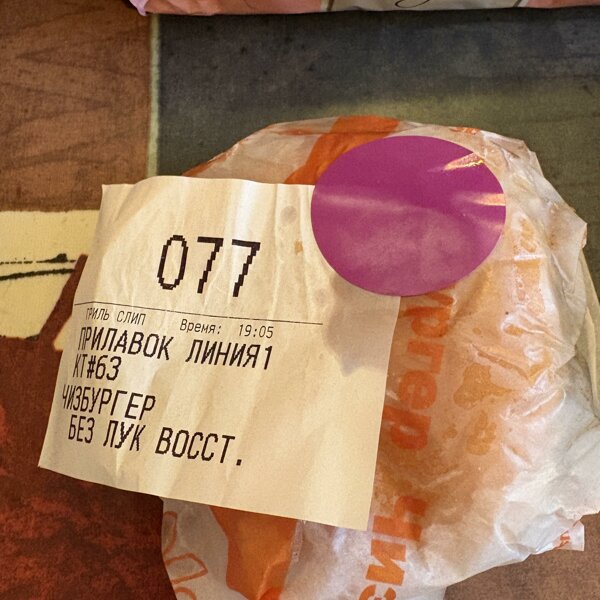 077
ГРИЛЬ СЛИП Время: 19:05
ПРИЛАВОК ЛИНИЯ1
КТ#63
ЧИЗБУРГЕР
БЕЗ ЛУК ВОССТ.